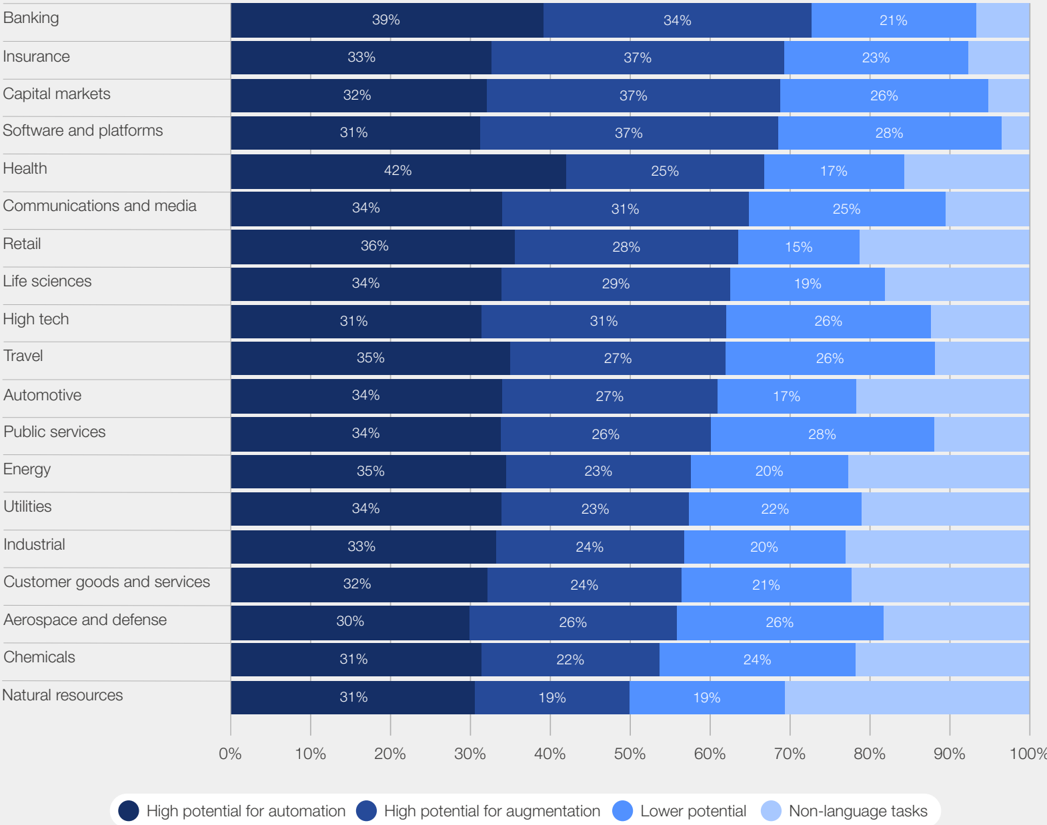 Banking 39% 34% 21%
Insurance 33% 37% 23%
Capital markets 32% 37% 26%
Software and platforms 31% 37% 28%
Health 42% 25% 17%
Communications and media 34% 31% 25%
Retail 36% 28% 15%
Life sciences 34% 29% 19%
High tech 31% 31% 26%
Travel 35% 27% 26%
Automotive 34% 27% 17%
Public services 34% 26% 28%
Energy 35% 23% 20%
Utilities 34% 23% 22%
Industrial 33% 24% 20%
Customer goods and services 32% 24% 21%
Aerospace and defense 30% 26% 26%
Chemicals 31% 22% 24%
Natural resources 31% 19% 19%
0% 10% 20% 30% 40% 50% 60% 70% 80% 90% 100%
High potential for automation High potential for augmentation Lower potential Non-language tasks